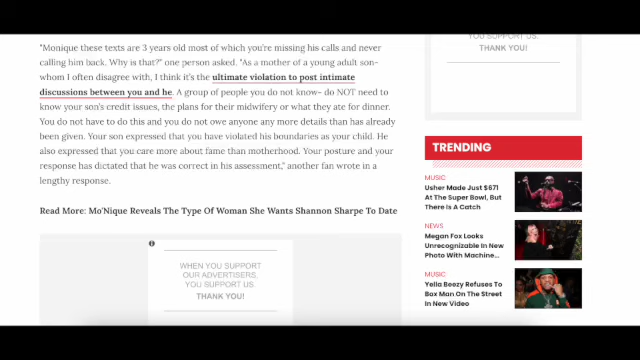 "Monique these texts are 3 years old most of which you're missing his calls and never
calling him back. Why is that?" one person asked. "As a mother of a young adult son-
whom I often disagree with, I think it's the ultimate violation to post intimate
discussions between you and he. A group of people you do not know- do NOT need to
know your son's credit issues, the plans for their midwifery or what they ate for dinner.
You do not have to do this and you do not owe anyone any more details than has already
been given. Your son expressed that you have violated his boundaries as your child. He
also expressed that you care more about fame than motherhood. Your posture and your
response has dictated that he was correct in his assessment," another fan wrote in a
lengthy response.
Read More: Mo'Nique Reveals The Type Of Woman She Wants Shannon Sharpe To Date
WHEN YOU SUPPORT
OUR ADVERTISERS,
YOU SUPPORT US.
THANK YOU!
YOU SUPPORT US.
THANK YOU!
TRENDING
MUSIC
Usher Made Just $671
At The Super Bowl, But
There Is A Catch
NEWS
Megan Fox Looks
Unrecognizable In New
Photo With Machine...
MUSIC
Yella Beezy Refuses To
Box Man On The Street
In New Video